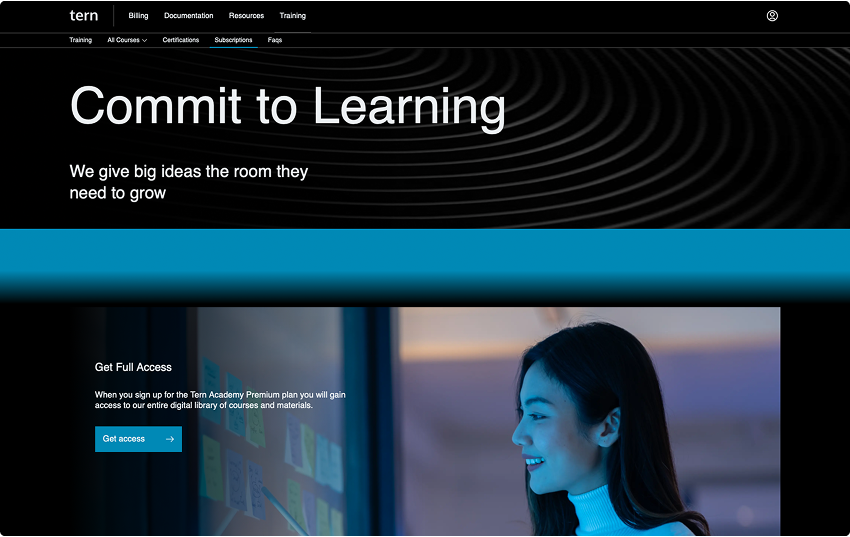 tern
Billing Documentation Resources Training
Training All Courses Certifications Subscriptions Faqs
Commit to Learning
We give big ideas the room they
need to grow
Get Full Access
When you sign up for the Tern Academy Premium plan you will gain
access to our entire digital library of courses and materials.
Get access